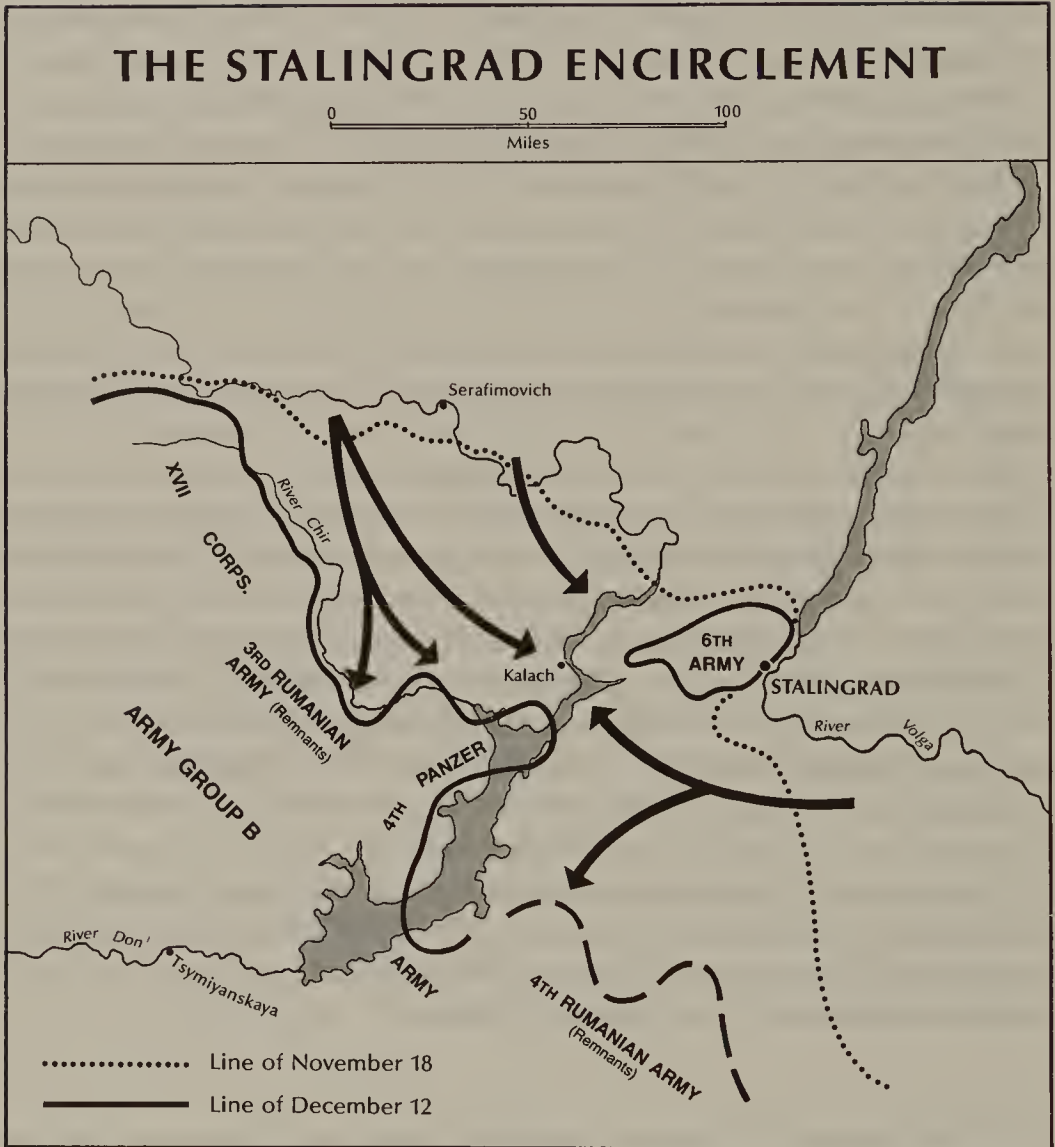 THE STALINGRAD ENCIRCLEMENT
0 50 100
Miles
Serafimovich
XVII
CORPS.
River Chir
3RD RUMANIAN
ARMY (Remnants)
ARMY GROUP B
Kalach
6TH
ARMY
STALINGRAD
River Volga
4TH PANZER
ARMY
River Don'
Tsymiyanskaya
4TH RUMANIAN ARMY
(Remnants)
Line of November 18
Line of December 12